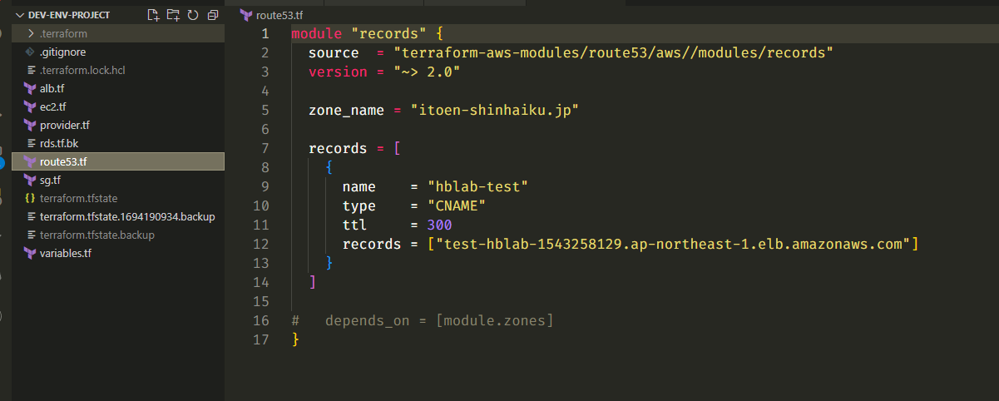 DEV-ENV-PROJECT
.terraform
.gitignore
.terraform.lock.hcl
alb.tf
ec2.tf
provider.tf
rds.tf.bk
route53.tf
sg.tf
{} terraform.tfstate
terraform.tfstate.1694190934.backup
terraform.tfstate.backup
variables.tf
route53.tf
1 module "records" {
2   source  = "terraform-aws-modules/route53/aws//modules/records"
3   version = "~> 2.0"
4
5   zone_name = "itoen-shinhaiku.jp"
6
7   records = [
8     {
9       name    = "hblab-test"
10       type    = "CNAME"
11       ttl     = 300
12       records = ["test-hblab-1543258129.ap-northeast-1.elb.amazonaws.com"]
13     }
14   ]
15
16 #   depends_on = [module.zones]
17 }